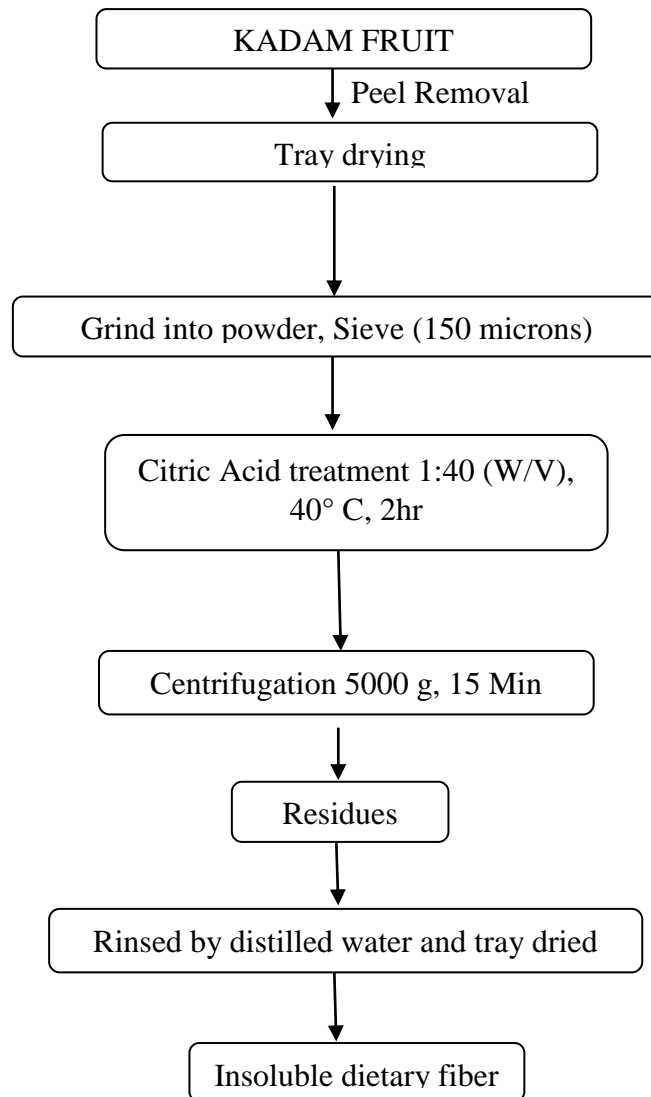 KADAM FRUIT
Peel Removal
Tray drying
Grind into powder, Sieve (150 microns)
Citric Acid treatment 1:40 (W/V),
40° C, 2hr
Centrifugation 5000 g, 15 Min
Residues
Rinsed by distilled water and tray dried
Insoluble dietary fiber